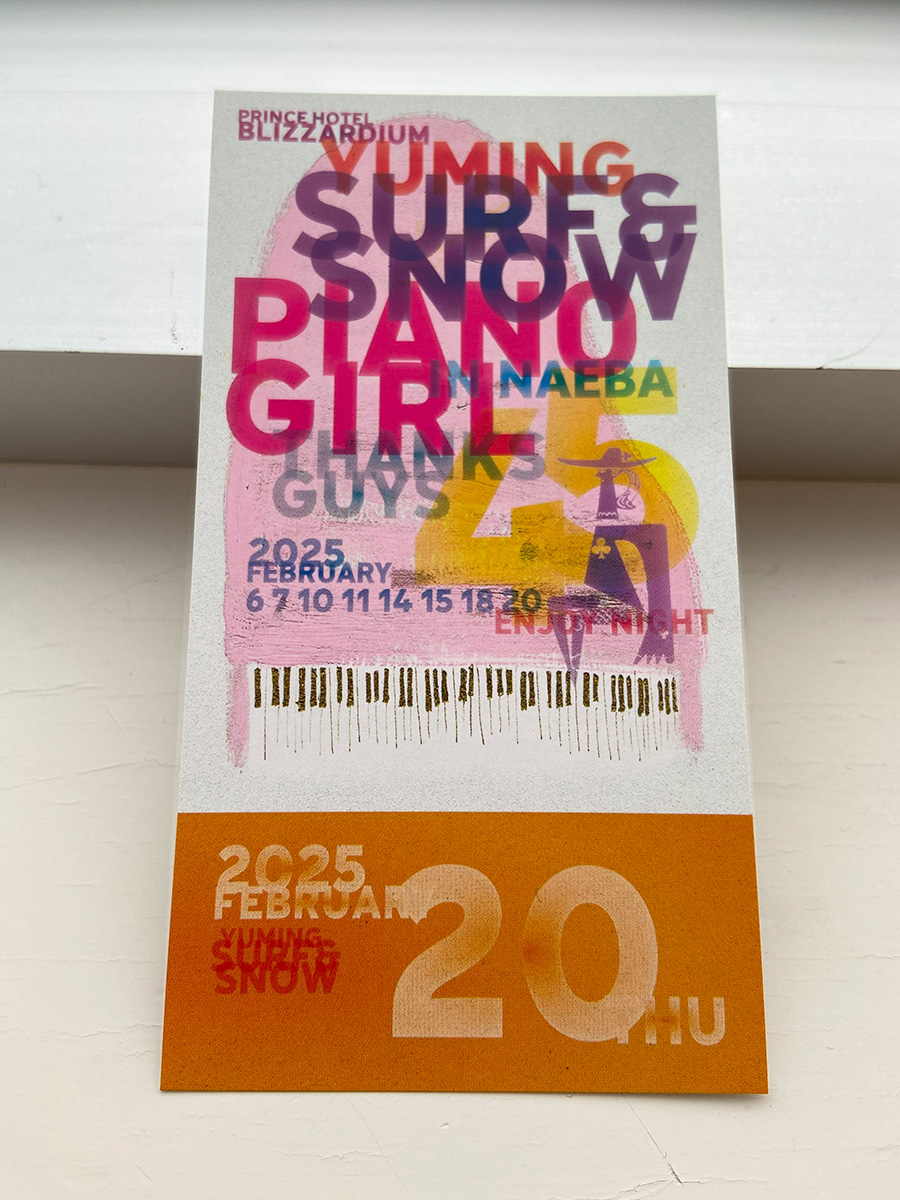 PRINCE HOTEL
BLIZZARDIUM
YUMING
SURF&
SNOW
PIANO
GIRL
IN NAEBA
25
THANKS
GUYS
2025
FEBRUARY
6 7 10 11 14 15 18 20
ENJOY NIGHT
2025
FEBRUARY
20
THU
YUMING
SURF&
SNOW